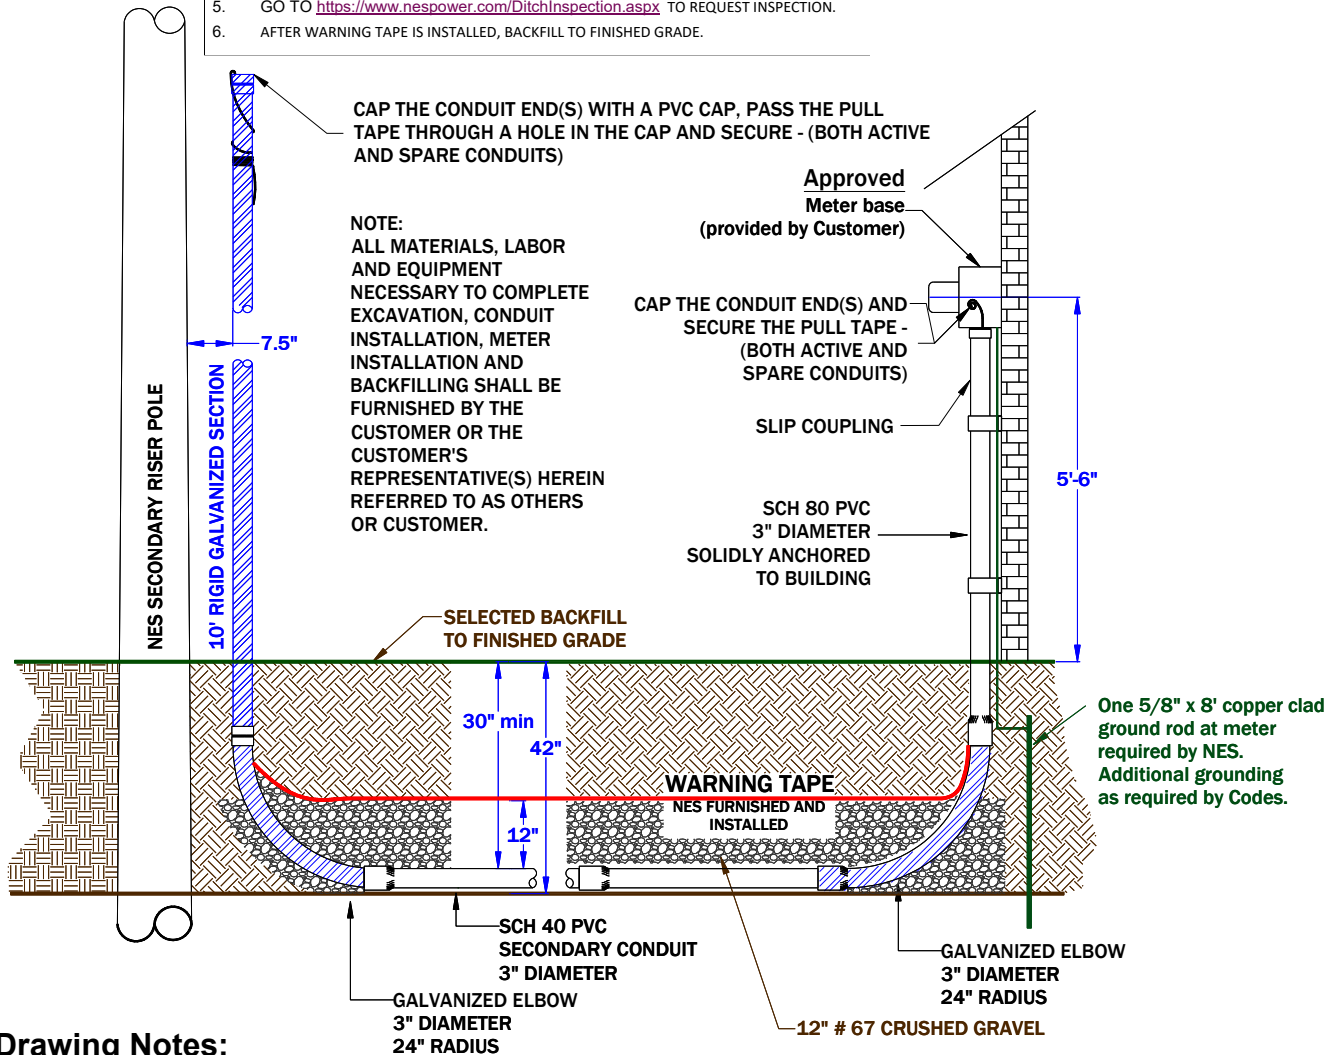 5. GO TO https://www.nespower.com/DitchInspection.aspx TO REQUEST INSPECTION.
6. AFTER WARNING TAPE IS INSTALLED, BACKFILL TO FINISHED GRADE.
CAP THE CONDUIT END(S) WITH A PVC CAP, PASS THE PULL
TAPE THROUGH A HOLE IN THE CAP AND SECURE - (BOTH ACTIVE
AND SPARE CONDUITS)
Approved
Meter base
(provided by Customer)
NOTE:
ALL MATERIALS, LABOR
AND EQUIPMENT
NECESSARY TO COMPLETE
EXCAVATION, CONDUIT
INSTALLATION, METER
INSTALLATION AND
BACKFILLING SHALL BE
FURNISHED BY THE
CUSTOMER OR THE
CUSTOMER'S
REPRESENTATIVE(S) HEREIN
REFERRED TO AS OTHERS
OR CUSTOMER.
CAP THE CONDUIT END(S) AND
SECURE THE PULL TAPE -
(BOTH ACTIVE AND
SPARE CONDUITS)
7.5"
NES SECONDARY RISER POLE
10' RIGID GALVANIZED SECTION
SLIP COUPLING
5'-6"
SCH 80 PVC
3" DIAMETER
SOLIDLY ANCHORED
TO BUILDING
SELECTED BACKFILL
TO FINISHED GRADE
30" min
42"
12"
WARNING TAPE
NES FURNISHED AND
INSTALLED
One 5/8" x 8' copper clad
ground rod at meter
required by NES.
Additional grounding
as required by Codes.
SCH 40 PVC
SECONDARY CONDUIT
3" DIAMETER
GALVANIZED ELBOW
3" DIAMETER
24" RADIUS
GALVANIZED ELBOW
3" DIAMETER
24" RADIUS
12" # 67 CRUSHED GRAVEL
Drawing Notes: